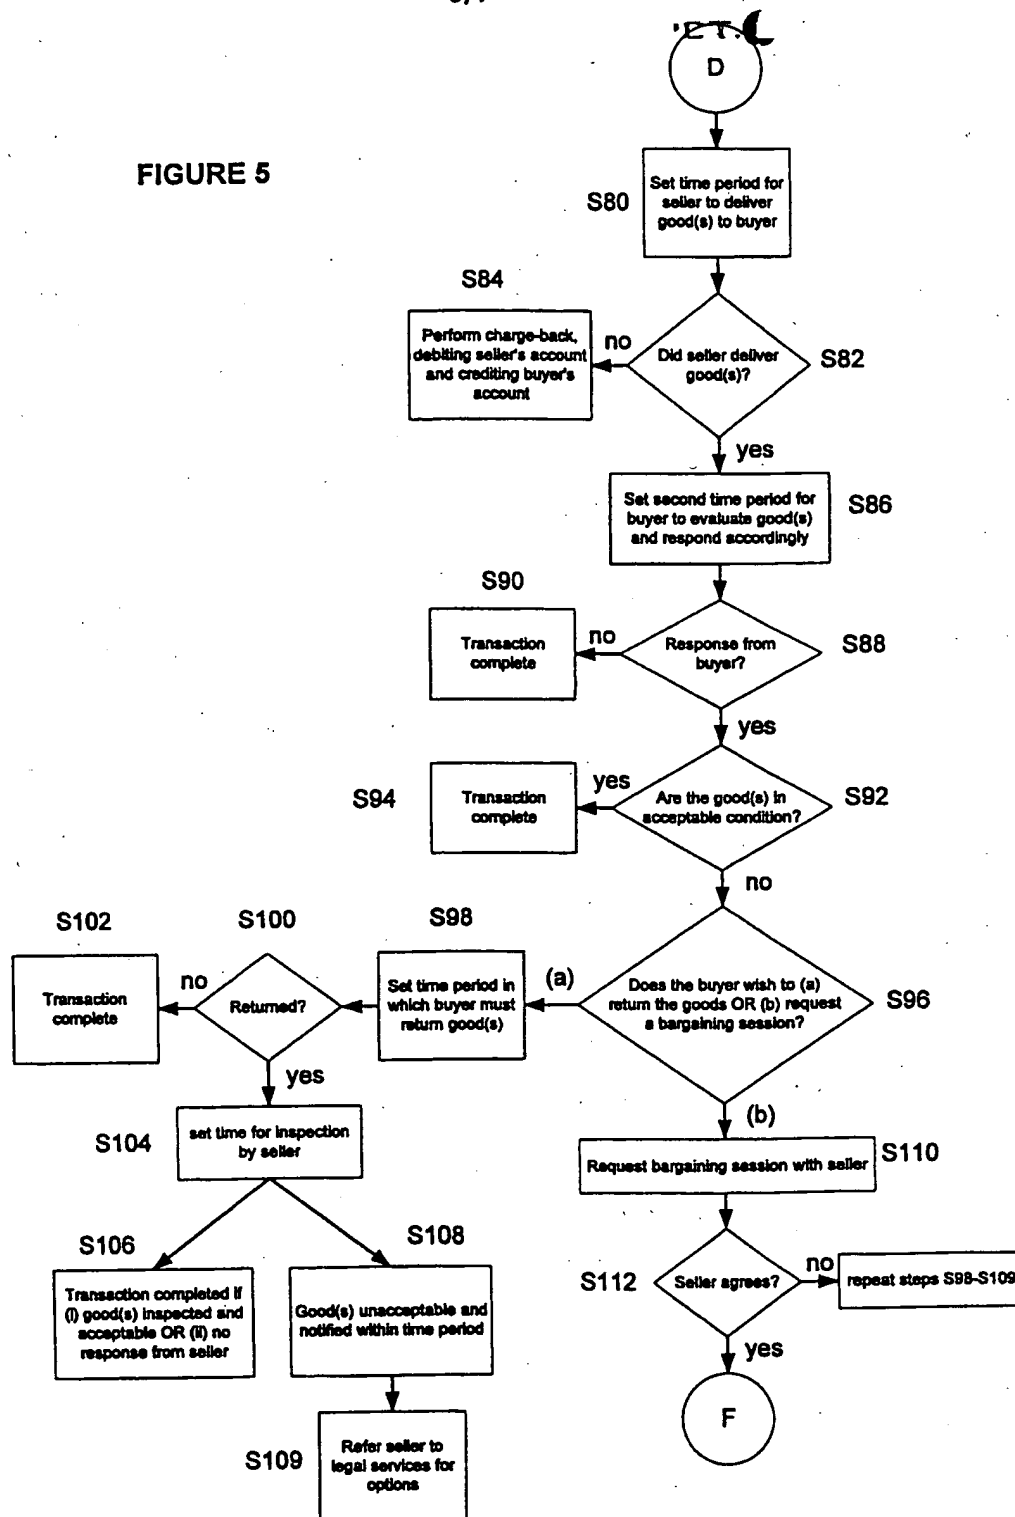 D
FIGURE 5
S80
Set time period for
seller to deliver
good(s) to buyer
S84
Perform charge-back,
debiting seller's account
and crediting buyer's
account
no
Did seller deliver
good(s)?
S82
yes
Set second time period for
buyer to evaluate good(s)
and respond accordingly
S86
S90
Transaction
complete
no
Response from
buyer?
S88
yes
S94
Transaction
complete
yes
Are the good(s) in
acceptable condition?
S92
no
S102
S100
S98
Transaction
complete
no
Returned?
Set time period in
which buyer must
return good(s)
(a)
Does the buyer wish to (a)
return the goods OR (b) request
a bargaining session?
S96
yes
(b)
S104
set time for inspection
by seller
Request bargaining session with seller
S110
S106
S108
Transaction completed if
(i) good(s) inspected and
acceptable OR (ii) no
response from seller
Good(s) unacceptable and
notified within time period
S112
Seller agrees?
no
repeat steps S98-S109
yes
F
S109
Refer seller to
legal services for
options